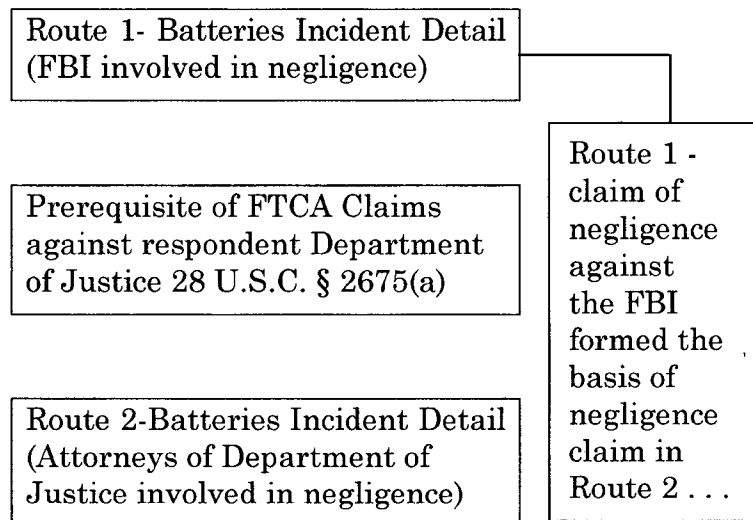 Route 1- Batteries Incident Detail
(FBI involved in negligence)
Prerequisite of FTCA Claims
against respondent Department
of Justice 28 U.S.C. § 2675(a)
Route 2-Batteries Incident Detail
(Attorneys of Department of
Justice involved in negligence)
Route 1 -
claim of
negligence
against
the FBI
formed the
basis of
negligence
claim in
Route 2 . . .